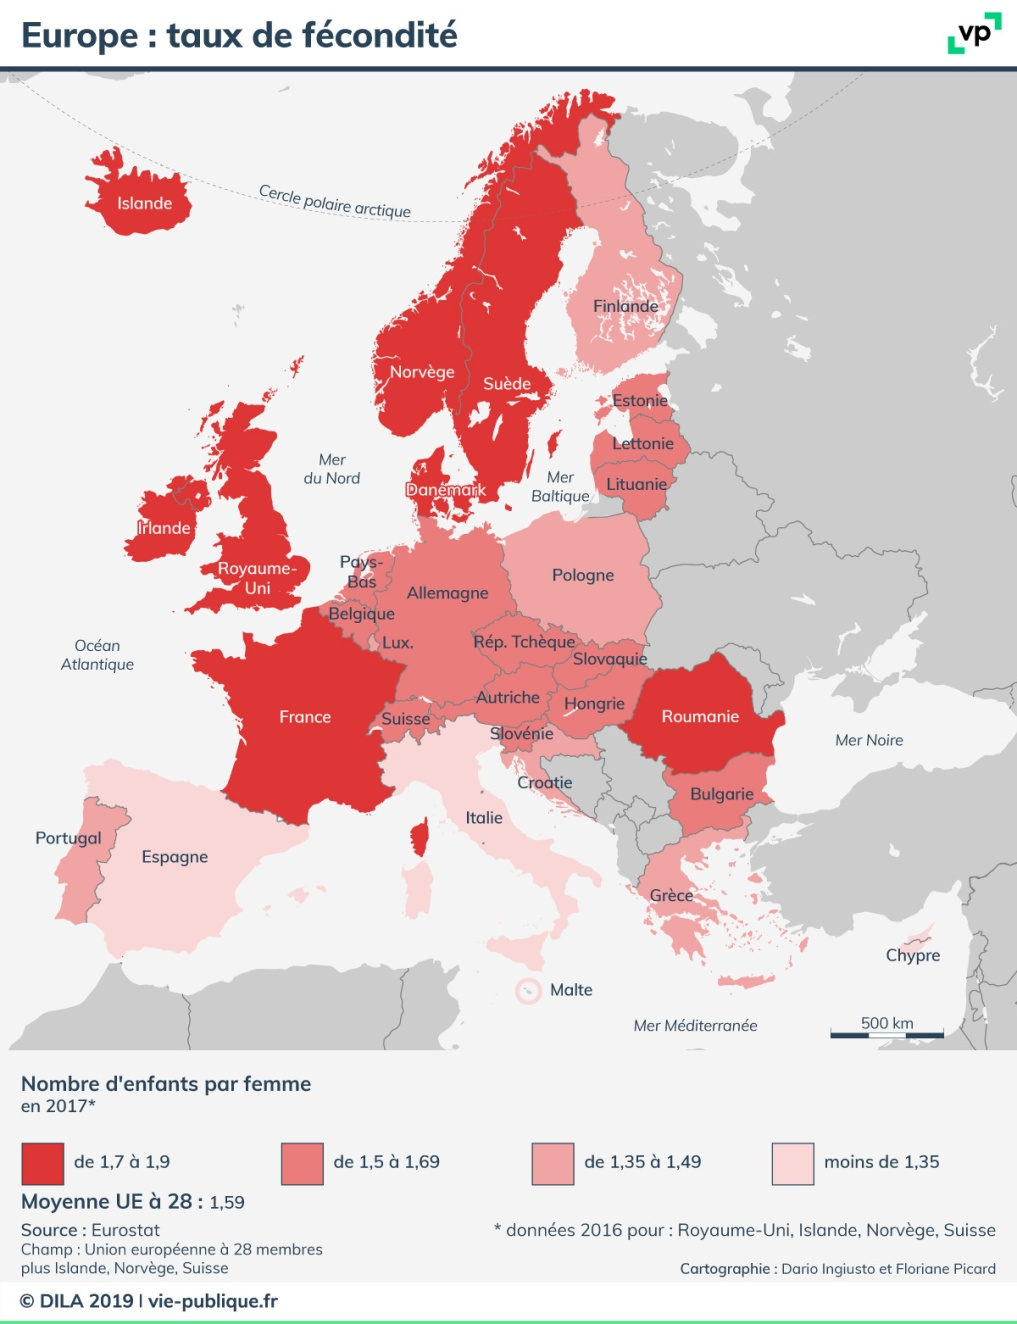 Europe : taux de fécondité
vp
Cercle polaire arctique
Islande
Finlande
Norvège
Suède
Estonie
Lettonie
Lituanie
Mer
du Nord
Mer
Baltique
Danemark
Irlande
Royaume-
Uni
Pays-
Bas
Belgique
Lux.
Allemagne
Pologne
Rép. Tchèque
Slovaquie
Océan
Atlantique
France
Suisse
Autriche
Hongrie
Slovénie
Croatie
Roumanie
Mer Noire
Bulgarie
Portugal
Espagne
Italie
Grèce
Chypre
Malte
Mer Méditerranée
500 km
Nombre d'enfants par femme
en 2017*
de 1,7 à 1,9
de 1,5 à 1,69
de 1,35 à 1,49
moins de 1,35
Moyenne UE à 28 : 1,59
Source : Eurostat
Champ : Union européenne à 28 membres
plus Islande, Norvège, Suisse
* données 2016 pour : Royaume-Uni, Islande, Norvège, Suisse
Cartographie : Dario Ingiusto et Floriane Picard
© DILA 2019 | vie-publique.fr